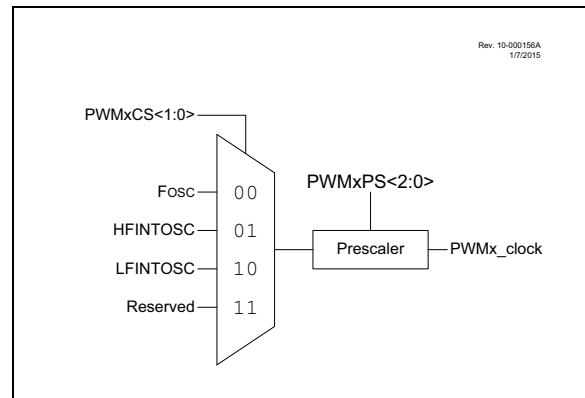 Rev. 10-000156A
1/7/2015
PWMxCS<1:0>
FOSC 00
PWMxPS<2:0>
HFINTOSC 01
Prescaler PWMx_clock
LFINTOSC 10
Reserved 11